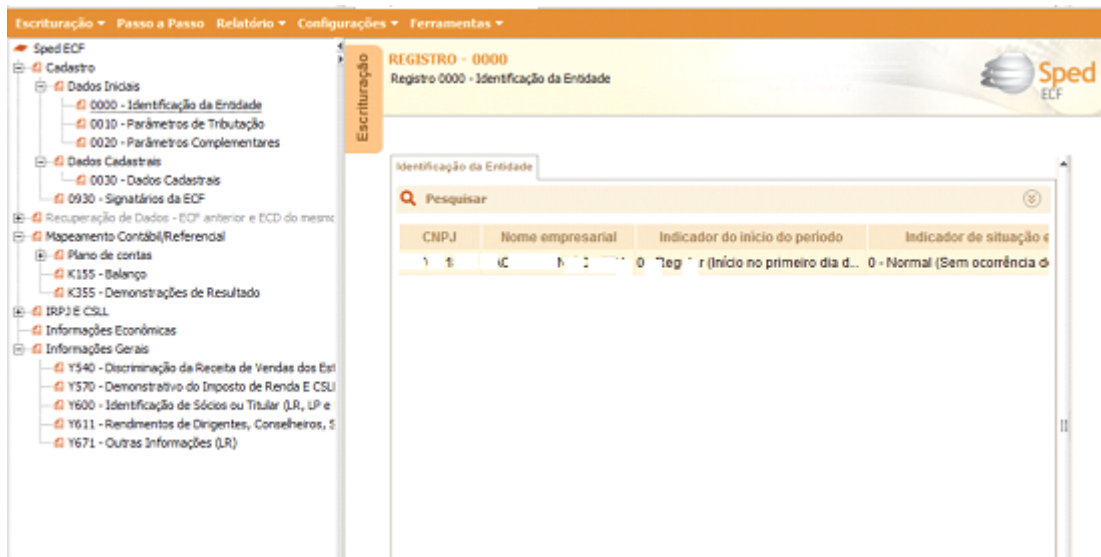 Escrituração Passo a Passo Relatório Configurações Ferramentas
Sped ECF
Cadastro
Dados Iniciais
0000 - Identificação da Entidade
0010 - Parâmetros de Tributação
0020 - Parâmetros Complementares
Dados Cadastrais
0030 - Dados Cadastrais
0930 - Signatários da ECF
Recuperação de Dados - ECF anterior e ECD do mesmo
Mapeamento Contábil/Referencial
Plano de contas
K155 - Balanço
K355 - Demonstrações de Resultado
IRPJ E CSLL
Informações Econômicas
Informações Gerais
Y540 - Discriminação da Receita de Vendas dos Est
Y570 - Demonstrativo do Imposto de Renda E CSLL
Y600 - Identificação de Sócios ou Titular (LR, LP e
Y611 - Rendimentos de Dirigentes, Conselheiros, S
Y671 - Outras Informações (LR)
Escrituração
REGISTRO - 0000
Registro 0000 - Identificação da Entidade
Sped
ECF
Identificação da Entidade
Pesquisar
CNPJ Nome empresarial Indicador do início do período Indicador de situação e
0 - (Início no primeiro dia d... 0 - Normal (Sem ocorrência d